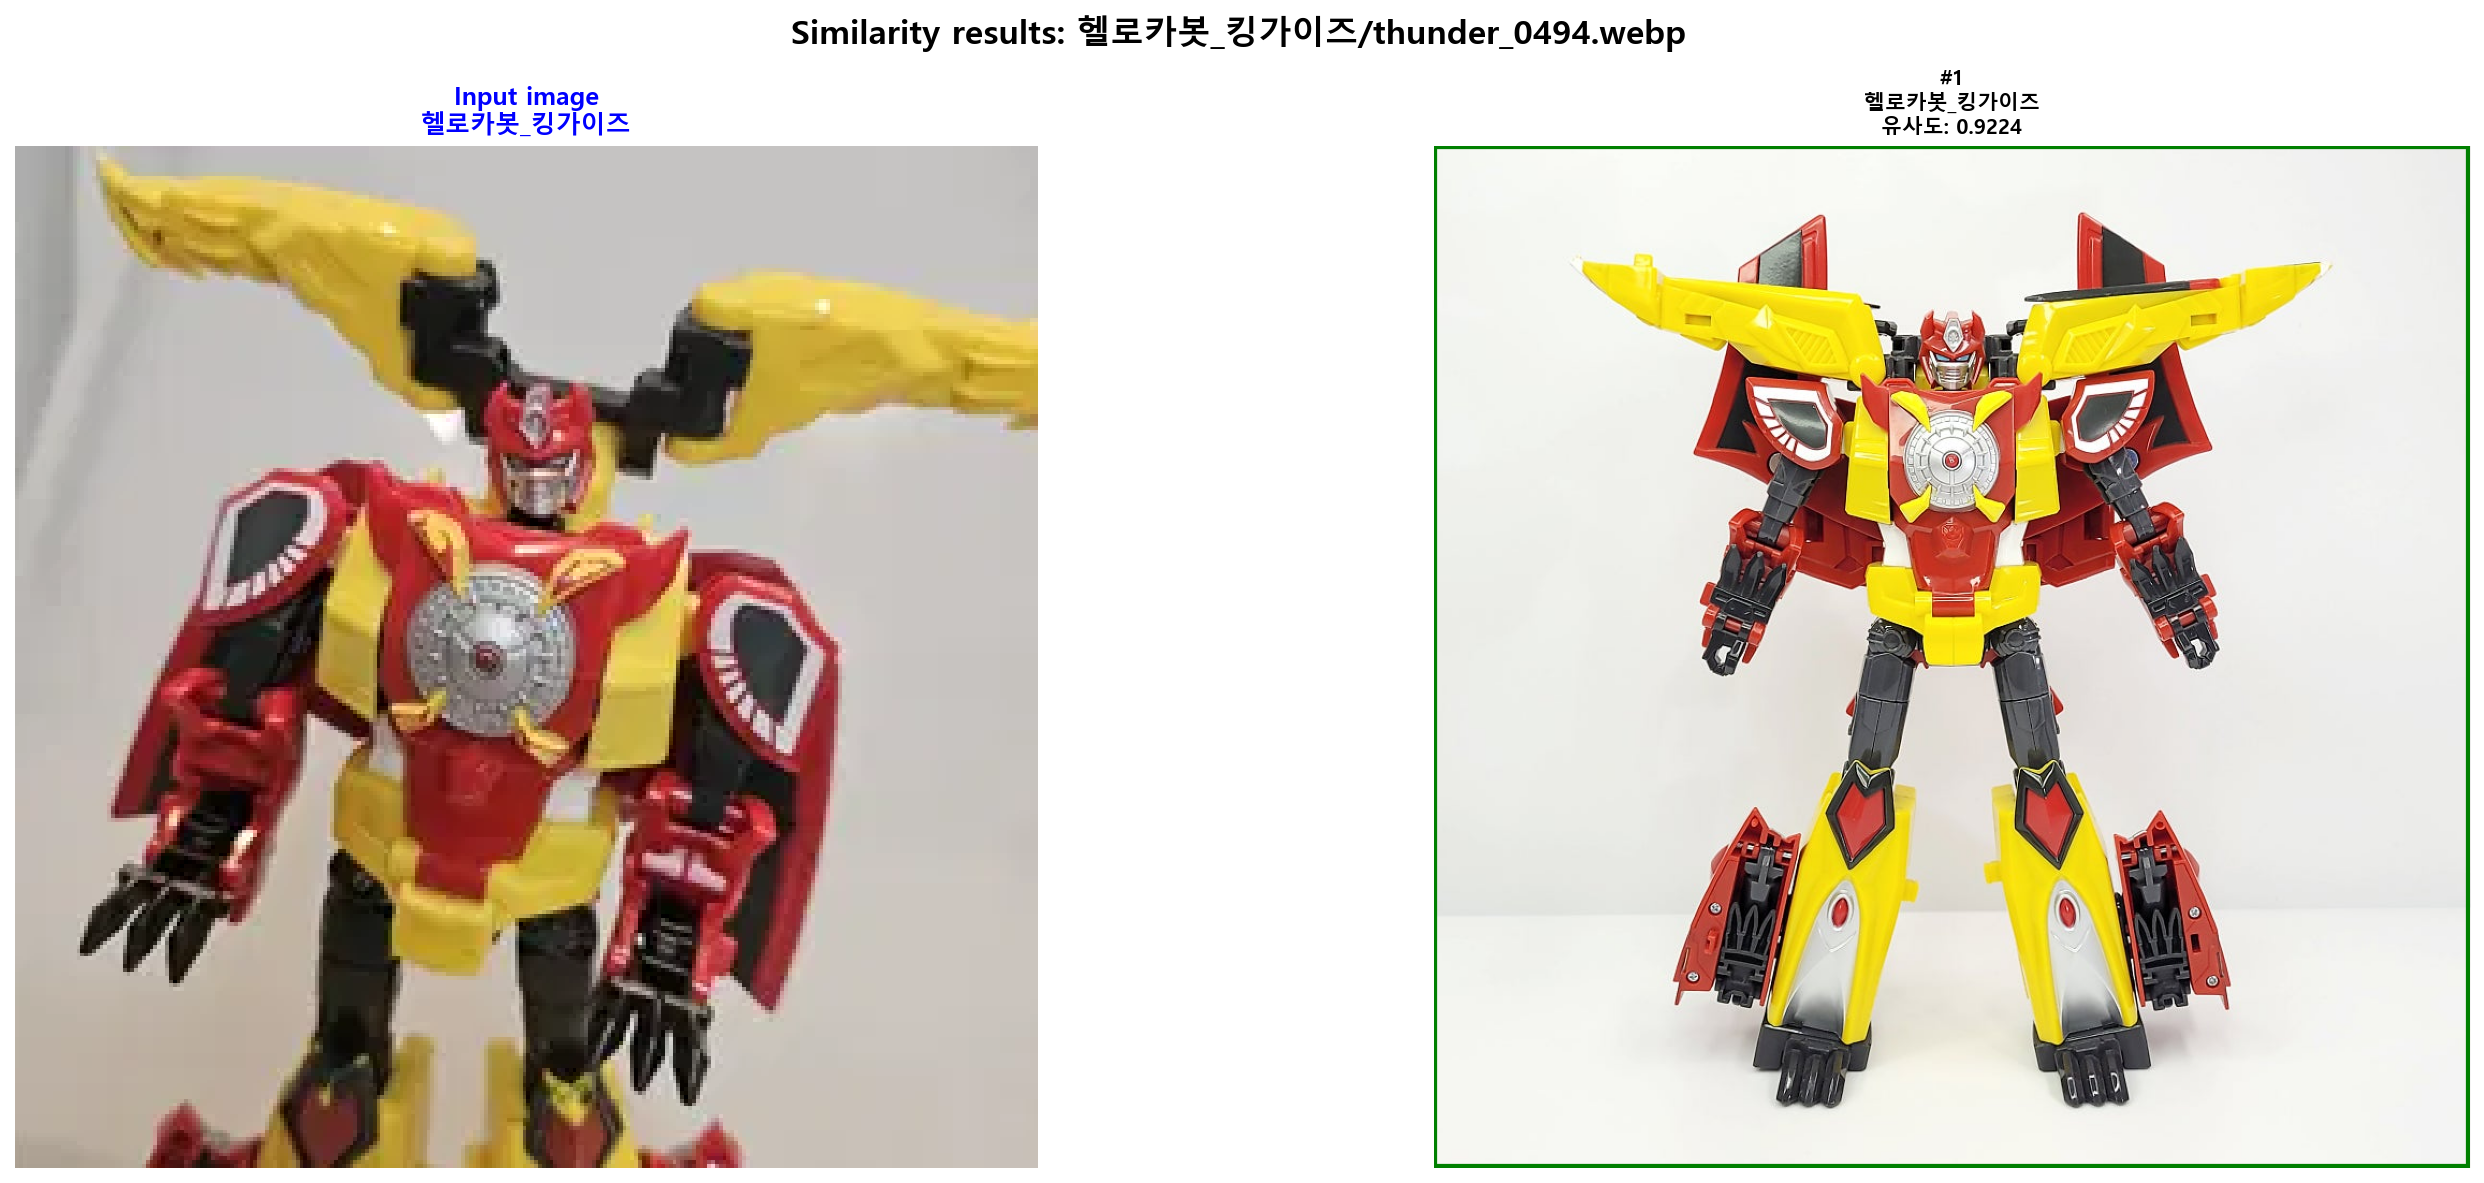 Similarity results: 헬로카봇_킹가이즈/thunder_0494.webp
Input image
헬로카봇_킹가이즈
#1
헬로카봇_킹가이즈
유사도: 0.9224